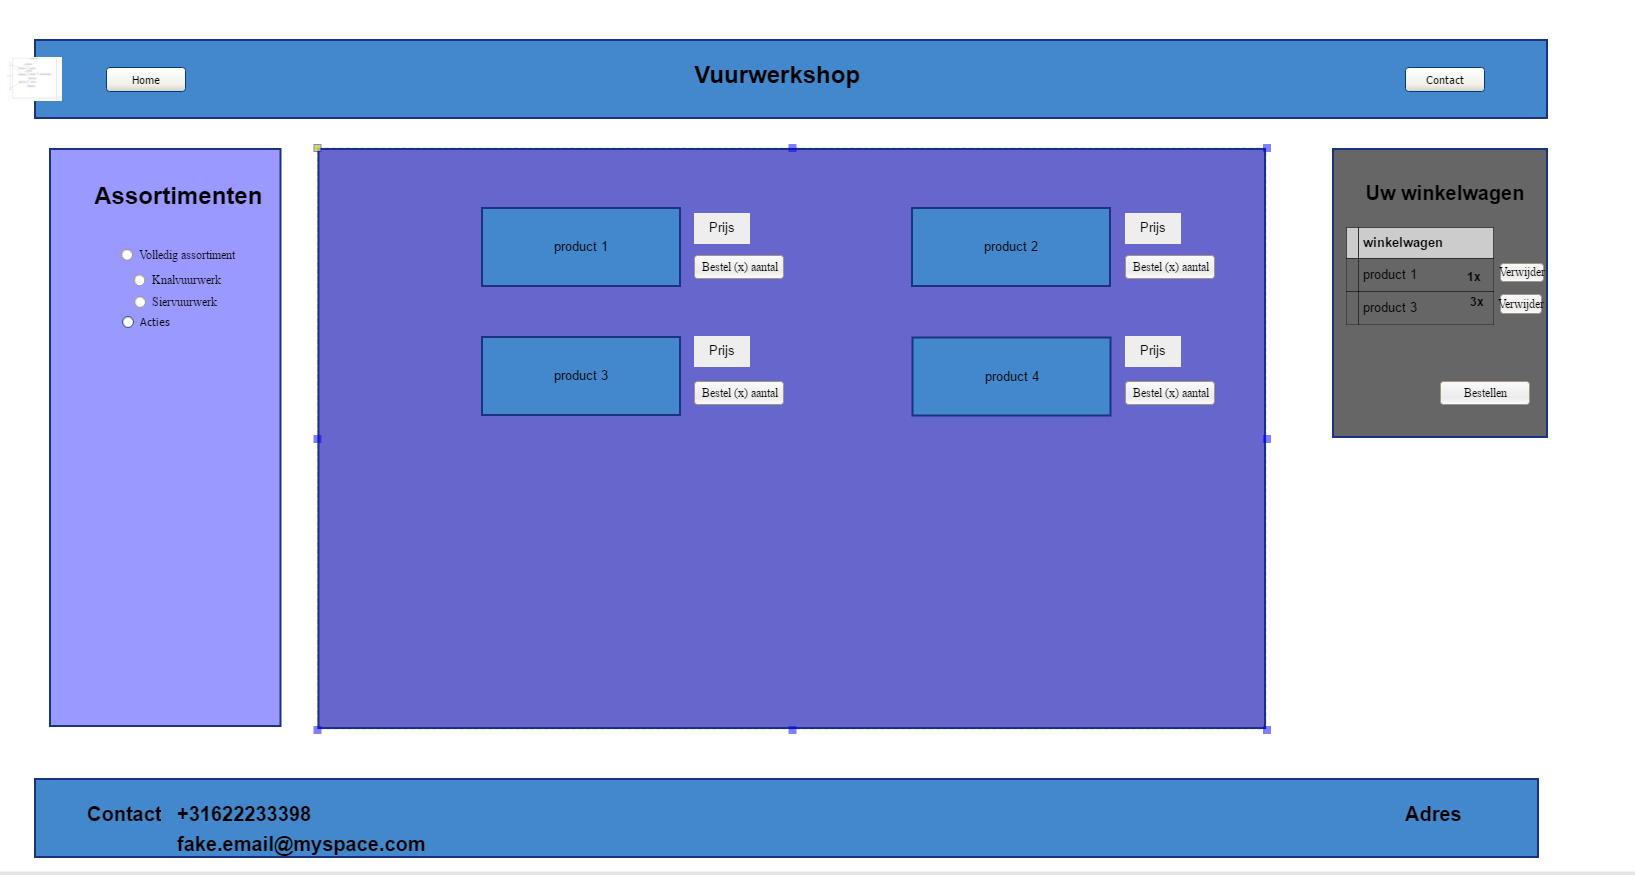 Home
Vuurwerkshop
Contact
Assortimenten
Volledig assortiment
Knalvuurwerk
Siervuurwerk
Acties
product 1
Prijs
Bestel (x) aantal
product 2
Prijs
Bestel (x) aantal
product 3
Prijs
Bestel (x) aantal
product 4
Prijs
Bestel (x) aantal
Uw winkelwagen
winkelwagen
product 1 1x Verwijder
product 3 3x Verwijder
Bestellen
Contact +31622233398
fake.email@myspace.com
Adres